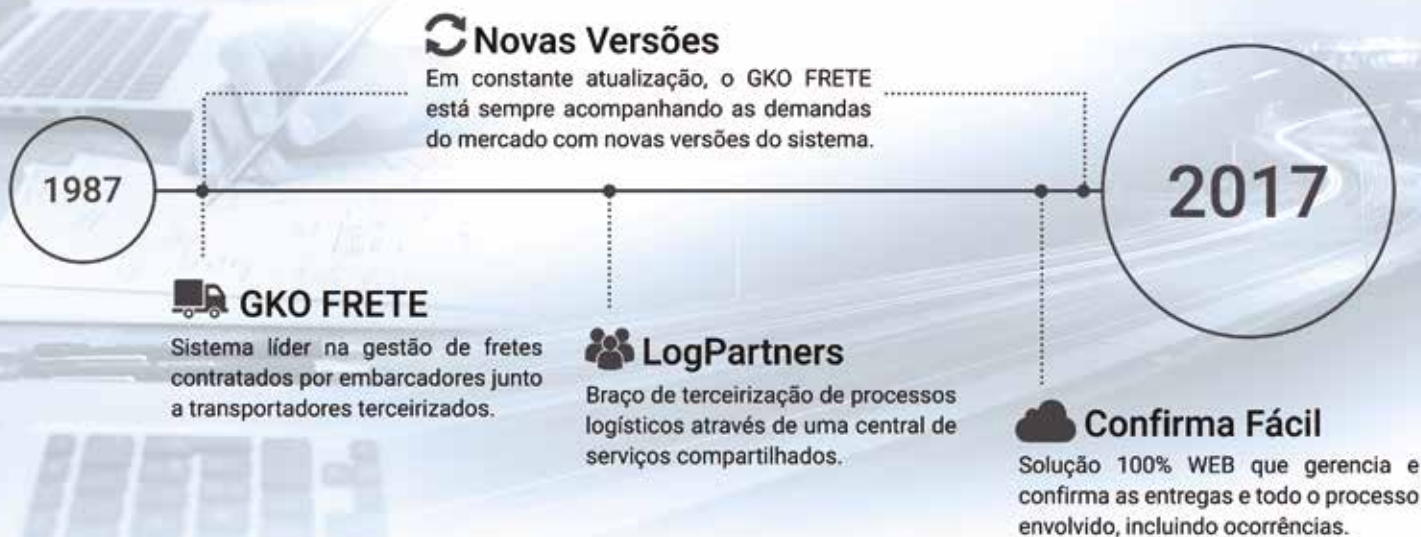 Novas Versões
Em constante atualização, o GKO FRETE
está sempre acompanhando as demandas
do mercado com novas versões do sistema.
1987
2017
GKO FRETE
Sistema líder na gestão de fretes
contratados por embarcadores junto
a transportadores terceirizados.
LogPartners
Braço de terceirização de processos
logísticos através de uma central de
serviços compartilhados.
Confirma Fácil
Solução 100% WEB que gerencia e
confirma as entregas e todo o processo
envolvido, incluindo ocorrências.